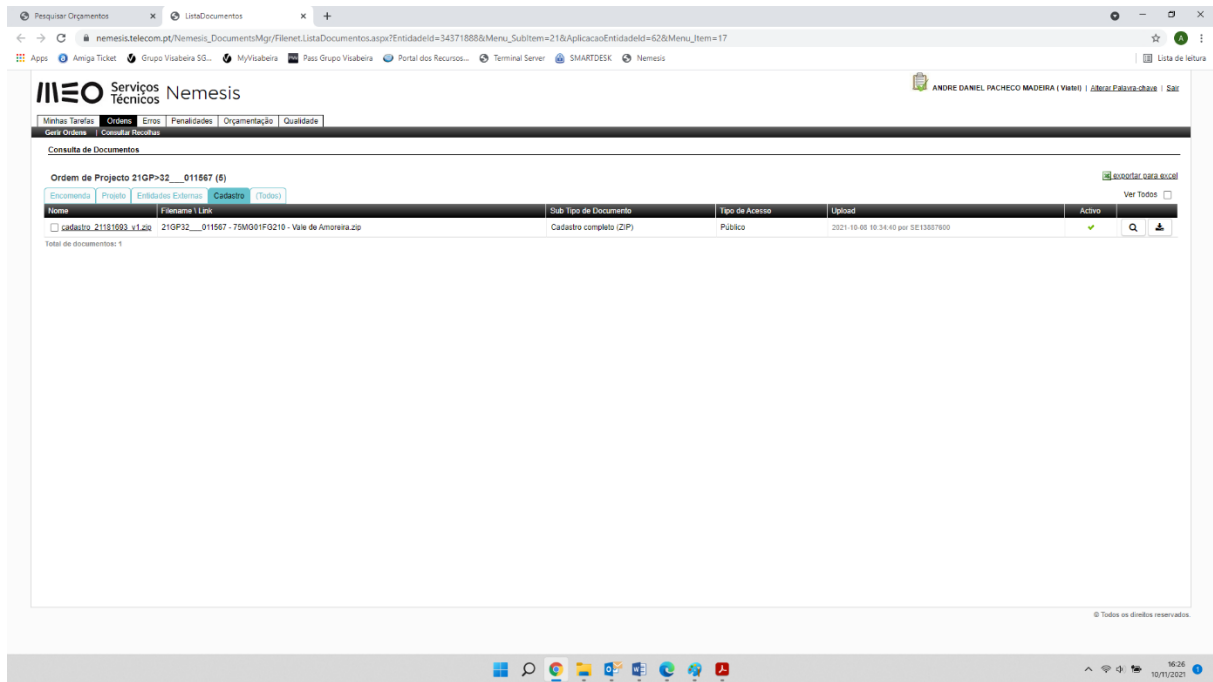 Pesquisar Orçamentos × ListaDocumentos × +
nemesis.telecom.pt/Nemesis_DocumentsMgr/Filenet.ListaDocumentos.aspx?EntidadeId=34371888&Menu_SubItem=21&AplicacaoEntidadeId=62&Menu_Item=17
Apps Amiga Ticket Grupo Visabeira SG... MyVisabeira Pass Grupo Visabeira Portal dos Recursos... Terminal Server SMARTDESK Nemesis Lista de leitura
MEO Serviços Técnicos Nemesis
ANDRE DANIEL PACHECO MADEIRA ( Vistel) | Alterar Palavra-chave | Sair
Minhas Tarefas Ordens Erros Penalidades Orçamentação Qualidade
Gerir Ordens | Consultar Recolhas
Consulta de Documentos
Ordem de Projecto 21GP>32___011567 (5) exportar para excel
Encomenda Projeto Entidades Externas Cadastro (Todos) Ver Todos
Nome Filename \ Link Sub Tipo de Documento Tipo de Acesso Upload Activo
cadastro_21181693_v1.zip 21GP32___011567 - 75MG01FG210 - Vale de Amoreira.zip Cadastro completo (ZIP) Público 2021-10-08 10:34:40 por SE13887600
Total de documentos: 1
© Todos os direitos reservados.
16:26
10/11/2021